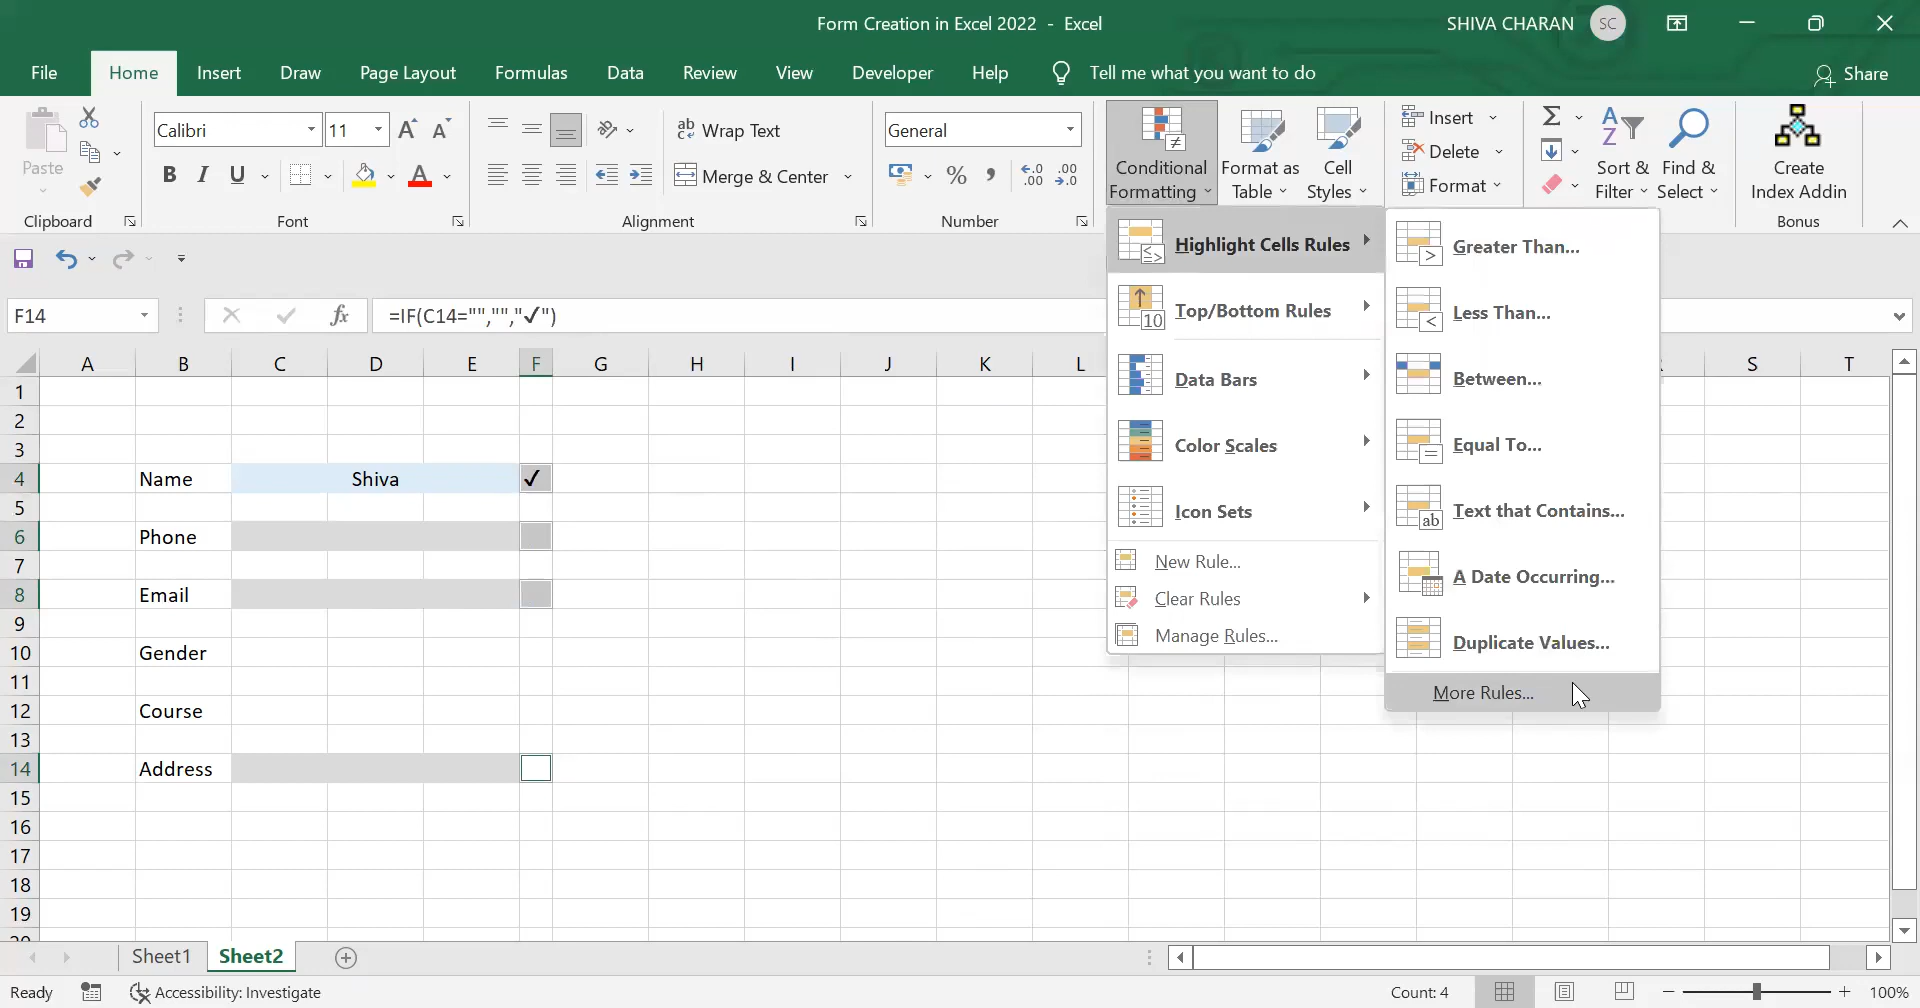 Form Creation in Excel 2022 - Excel
SHIVA CHARAN
SC
File
Home
Insert
Draw
Page Layout
Formulas
Data
Review
View
Developer
Help
Tell me what you want to do
Share
Paste
Clipboard
Calibri
11
B I U
Font
Wrap Text
Merge & Center
Alignment
General
Number
Conditional
Formatting
Format as
Table
Cell
Styles
Insert
Delete
Format
Sort &
Filter
Find &
Select
Create
Index Addin
Bonus
Highlight Cells Rules
Top/Bottom Rules
Data Bars
Color Scales
Icon Sets
New Rule...
Clear Rules
Manage Rules...
Greater Than...
Less Than...
Between...
Equal To...
Text that Contains...
A Date Occurring...
Duplicate Values...
More Rules...
F14
fx
=IF(C14="","","✓")
A B C D E F G H I J K L S T
1
2
3
4 Name Shiva ✓
5
6 Phone
7
8 Email
9
10 Gender
11
12 Course
13
14 Address
15
16
17
18
19
Sheet1
Sheet2
Ready
Accessibility: Investigate
Count: 4
100%